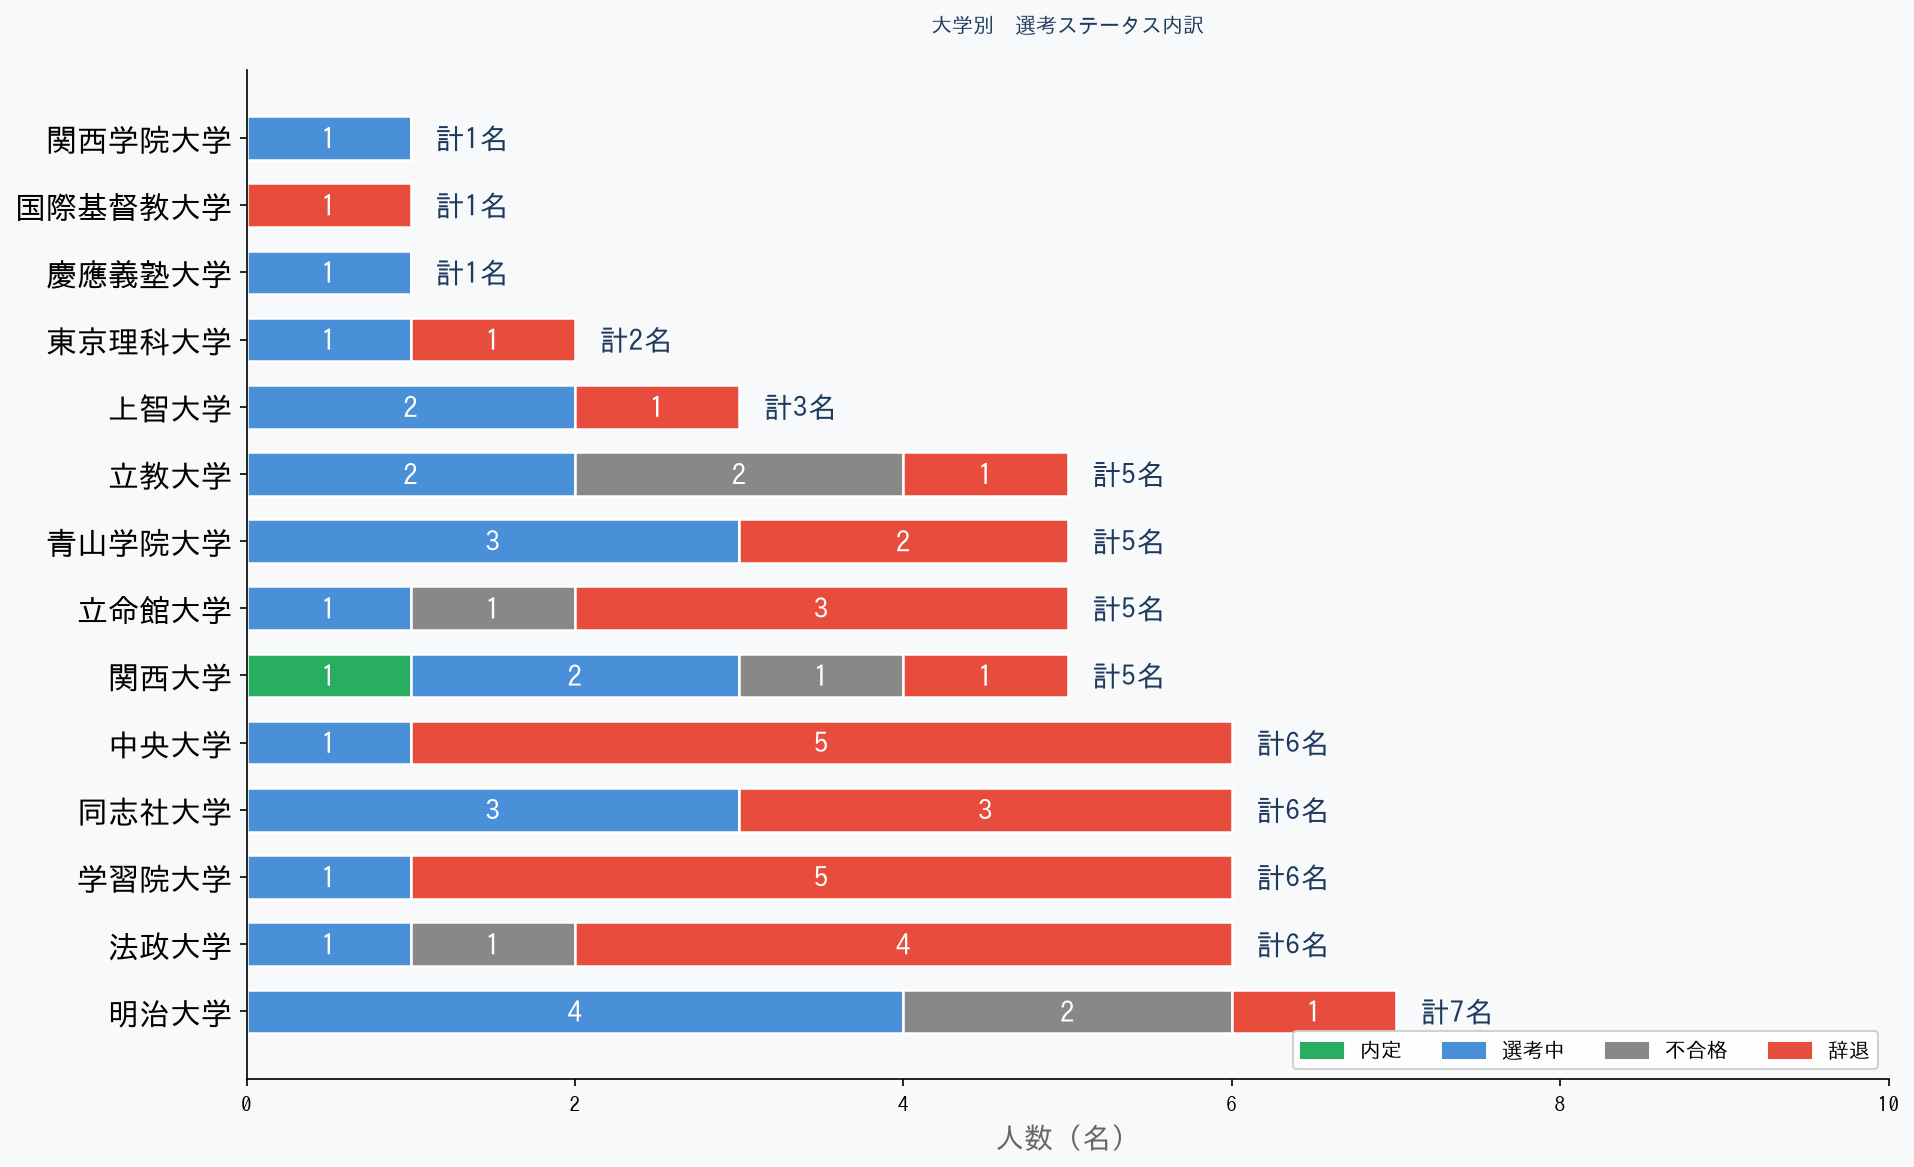 大学別　選考ステータス内訳
関西学院大学 1 計1名
国際基督教大学 1 計1名
慶應義塾大学 1 計1名
東京理科大学 1 1 計2名
上智大学 2 1 計3名
立教大学 2 2 1 計5名
青山学院大学 3 2 計5名
立命館大学 1 1 3 計5名
関西大学 1 2 1 1 計5名
中央大学 1 5 計6名
同志社大学 3 3 計6名
学習院大学 1 5 計6名
法政大学 1 1 4 計6名
明治大学 4 2 1 計7名
内定 選考中 不合格 辞退
0 2 4 6 8 10
人数（名）